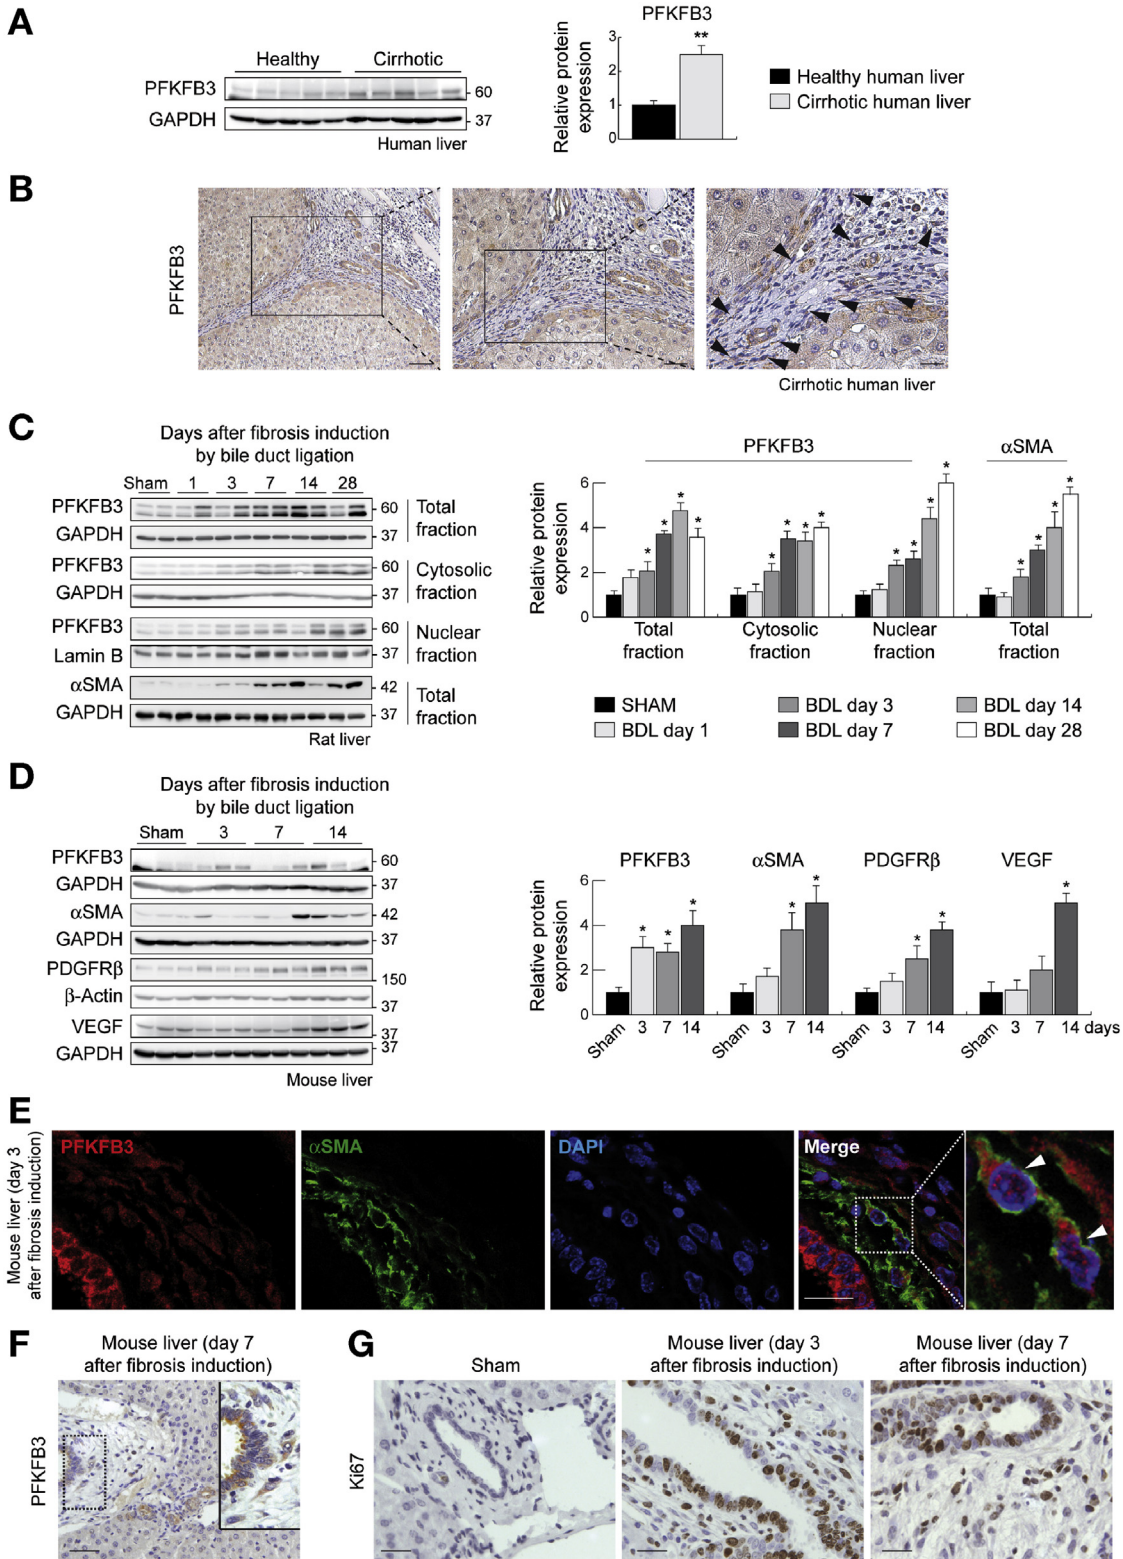 A
Healthy Cirrhotic
PFKFB3 60
GAPDH 37
Human liver
PFKFB3
Relative protein
expression
3
2
1
0
**
Healthy human liver
Cirrhotic human liver
B
PFKFB3
Cirrhotic human liver
C
Days after fibrosis induction
by bile duct ligation
Sham 1 3 7 14 28
PFKFB3 60
GAPDH 37
Total
fraction
PFKFB3 60
GAPDH 37
Cytosolic
fraction
PFKFB3 60
Lamin B 37
Nuclear
fraction
αSMA 42
GAPDH 37
Total
fraction
Rat liver
PFKFB3 αSMA
Relative protein
expression
6
4
2
0
* * * * * * * * * * * * * * * *
Total
fraction
Cytosolic
fraction
Nuclear
fraction
Total
fraction
SHAM
BDL day 1
BDL day 3
BDL day 7
BDL day 14
BDL day 28
D
Days after fibrosis induction
by bile duct ligation
Sham 3 7 14
PFKFB3 60
GAPDH 37
αSMA 42
GAPDH 37
PDGFRβ 150
β-Actin 37
VEGF 37
GAPDH 37
Mouse liver
PFKFB3 αSMA PDGFRβ VEGF
Relative protein
expression
6
4
2
0
* * * * * * * *
Sham 3 7 14 Sham 3 7 14 Sham 3 7 14 Sham 3 7 14 days
E
Mouse liver (day 3
after fibrosis induction)
PFKFB3
αSMA
DAPI
Merge
F
Mouse liver (day 7
after fibrosis induction)
PFKFB3
G
Ki67
Sham
Mouse liver (day 3
after fibrosis induction)
Mouse liver (day 7
after fibrosis induction)